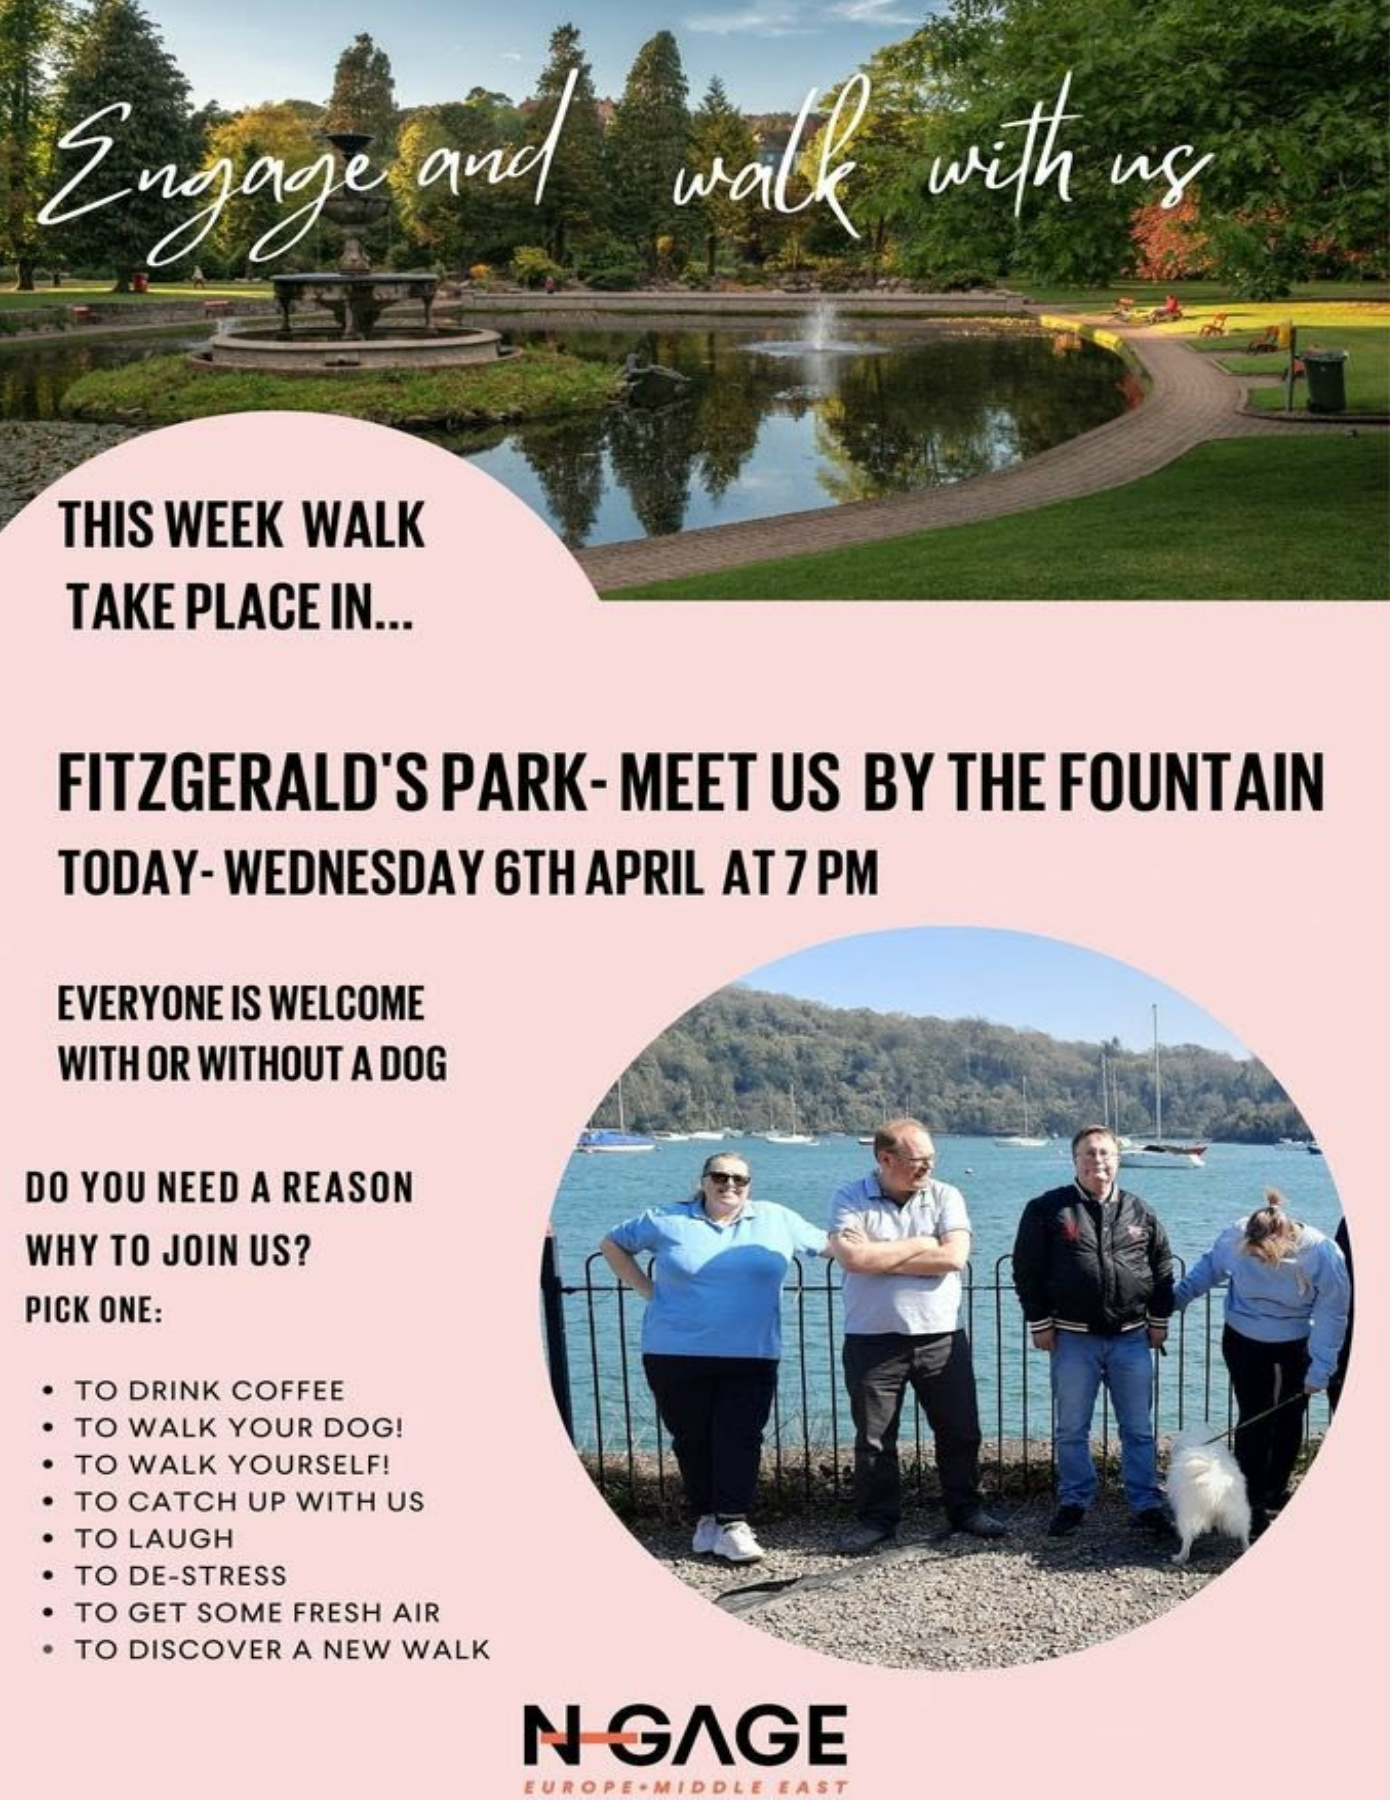 Engage and walk with us
THIS WEEK WALK
TAKE PLACE IN...
FITZGERALD'S PARK- MEET US BY THE FOUNTAIN
TODAY- WEDNESDAY 6TH APRIL AT 7 PM
EVERYONE IS WELCOME
WITH OR WITHOUT A DOG
DO YOU NEED A REASON
WHY TO JOIN US?
PICK ONE:
• TO DRINK COFFEE
• TO WALK YOUR DOG!
• TO WALK YOURSELF!
• TO CATCH UP WITH US
• TO LAUGH
• TO DE-STRESS
• TO GET SOME FRESH AIR
• TO DISCOVER A NEW WALK
N-GAGE
EUROPE•MIDDLE EAST